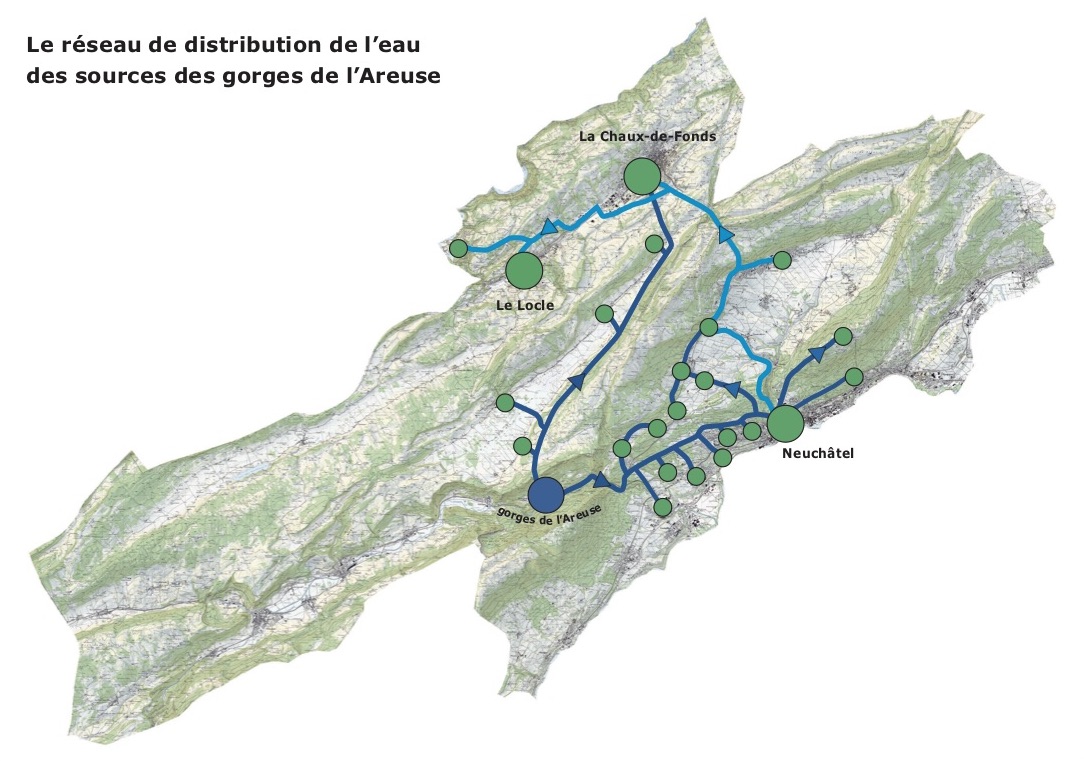 Le réseau de distribution de l’eau
des sources des gorges de l’Areuse
La Chaux-de-Fonds
Le Locle
Neuchâtel
gorges de l’Areuse